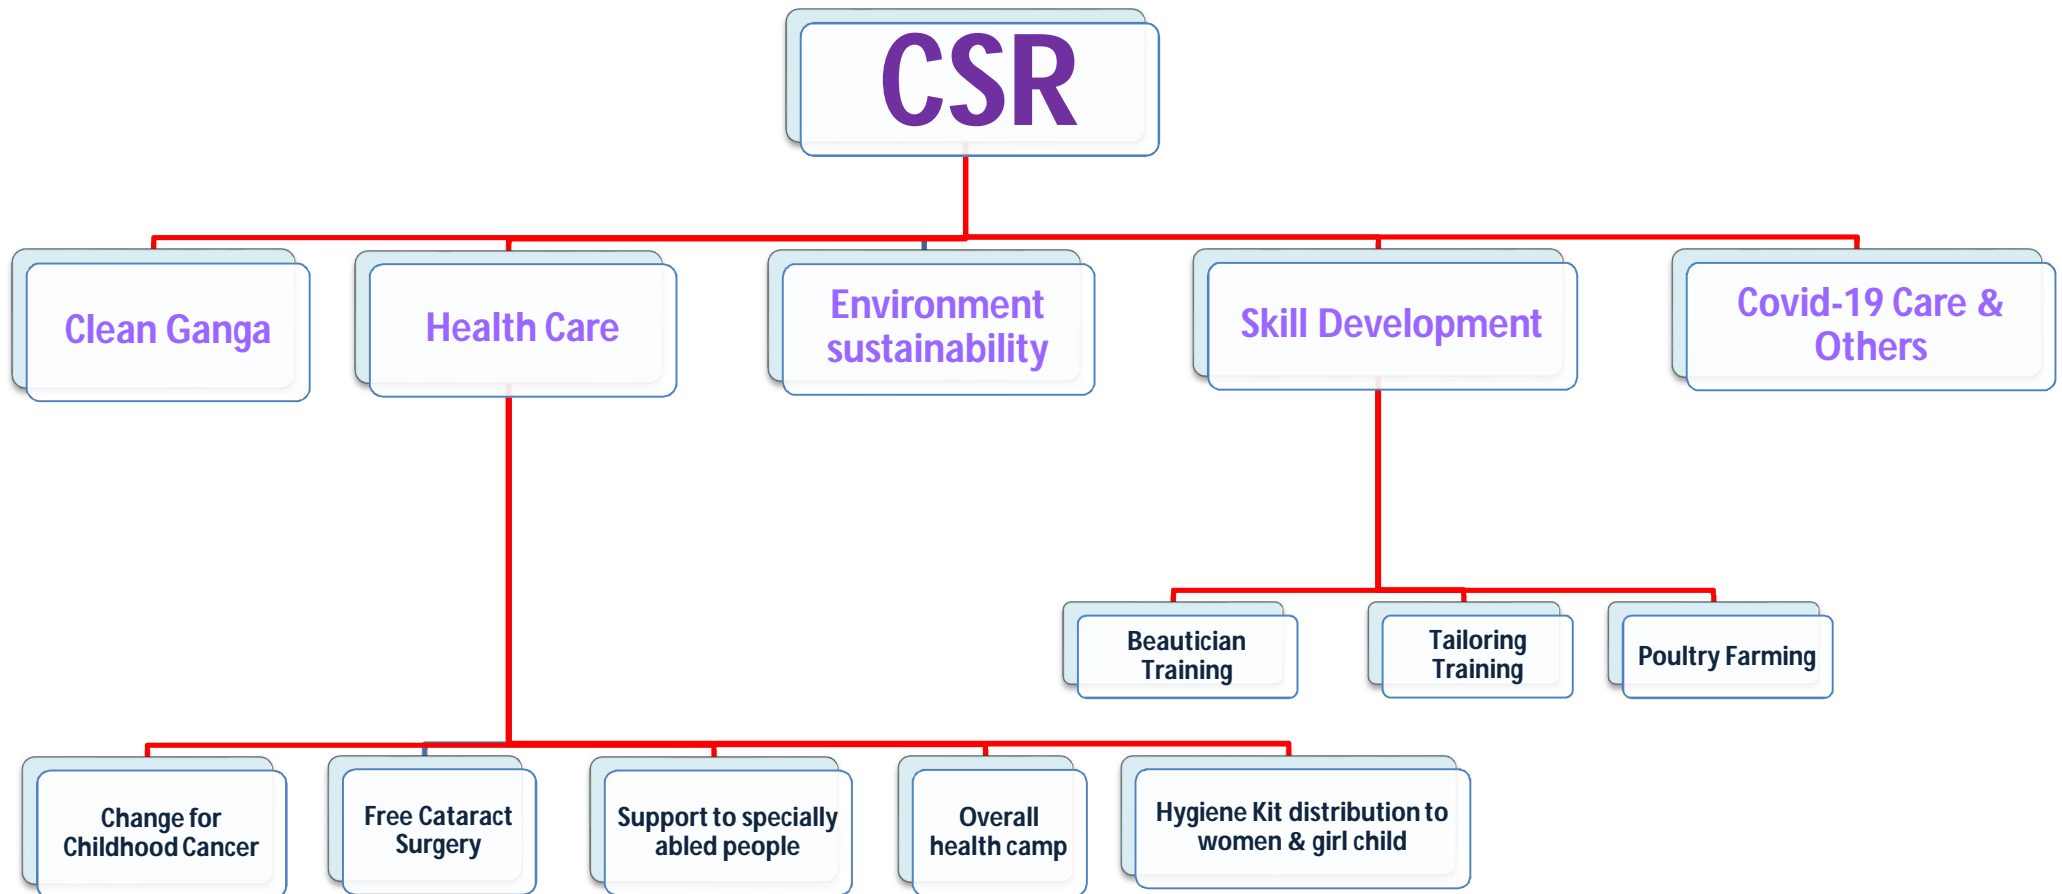 CSR
Clean Ganga
Health Care
Environment
sustainability
Skill Development
Covid-19 Care &
Others
Beautician
Training
Tailoring
Training
Poultry Farming
Change for
Childhood Cancer
Free Cataract
Surgery
Support to specially
abled people
Overall
health camp
Hygiene Kit distribution to
women & girl child